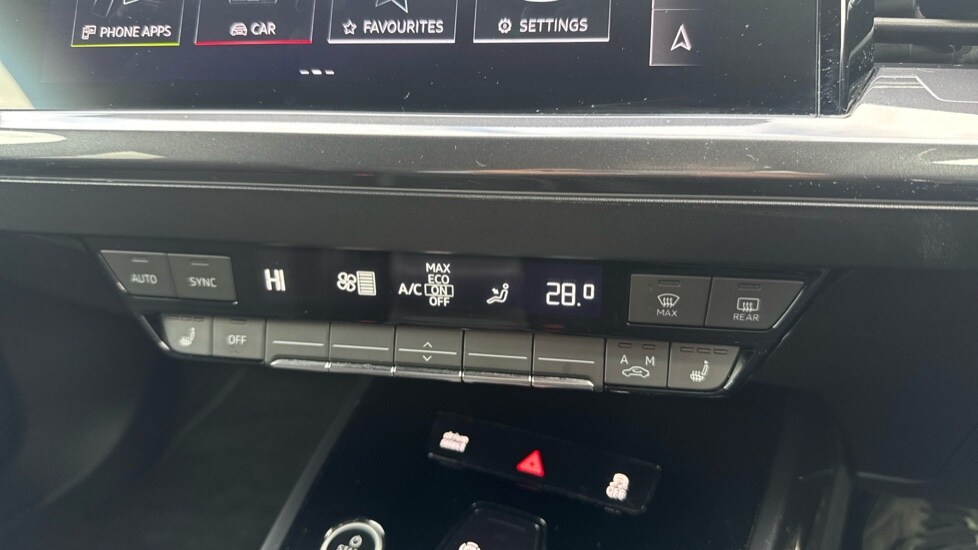 PHONE APPS
CAR
FAVOURITES
SETTINGS
AUTO
SYNC
HI
A/C
MAX
ECO
ON
OFF
28.0
MAX
REAR
OFF
A M